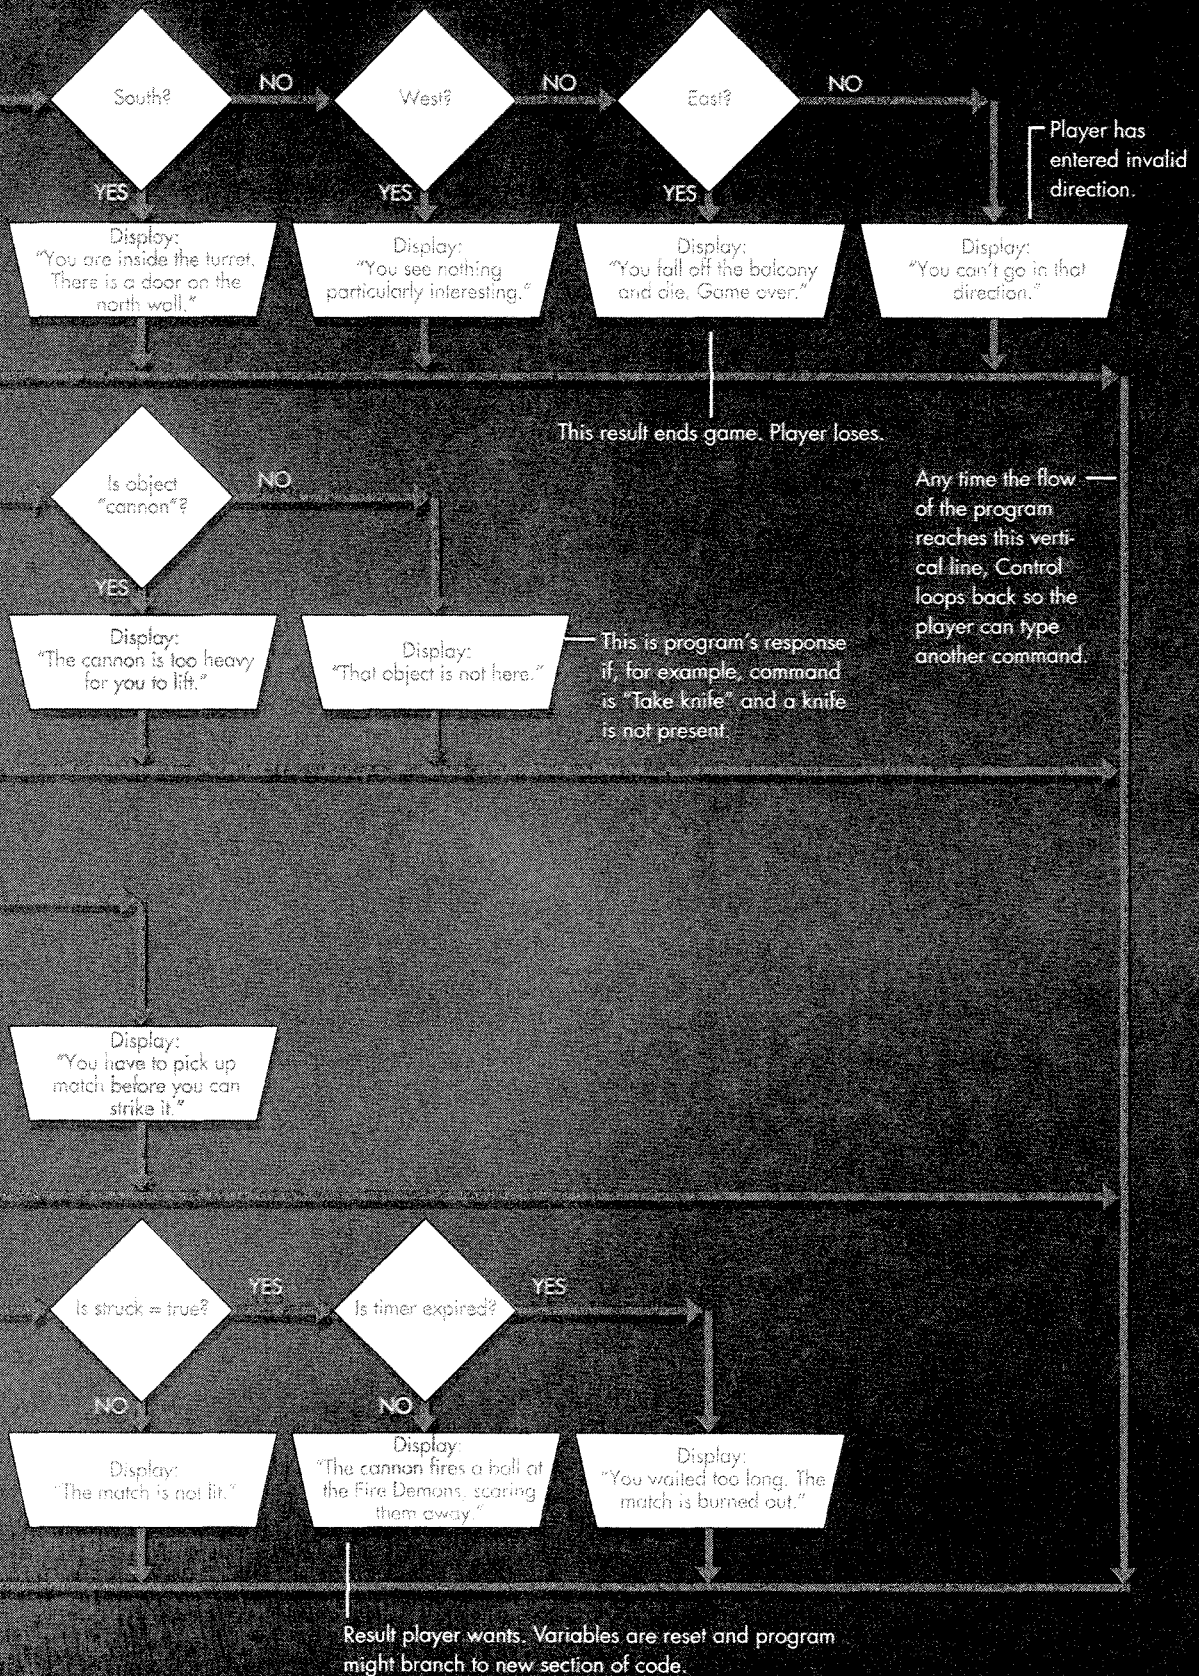 South?
NO
West?
NO
East?
NO
Player has
entered invalid
direction.
YES
YES
YES
Display:
"You are inside the turret.
There is a door on the
north wall."
Display:
"You see nothing
particularly interesting."
Display:
"You fall off the balcony
and die. Game over."
Display:
"You can't go in that
direction."
This result ends game. Player loses.
Any time the flow
of the program
reaches this verti-
cal line, Control
loops back so the
player can type
another command.
Is object
"cannon"?
NO
YES
Display:
"The cannon is too heavy
for you to lift."
Display:
"That object is not here."
This is program's response
if, for example, command
is "Take knife" and a knife
is not present.
Display:
"You have to pick up
match before you can
strike it."
Is struck = true?
YES
Is timer expired?
YES
NO
NO
Display:
"The match is not lit."
Display:
"The cannon fires a ball at
the Fire Demons, scaring
them away."
Display:
"You waited too long. The
match is burned out."
Result player wants. Variables are reset and program
might branch to new section of code.